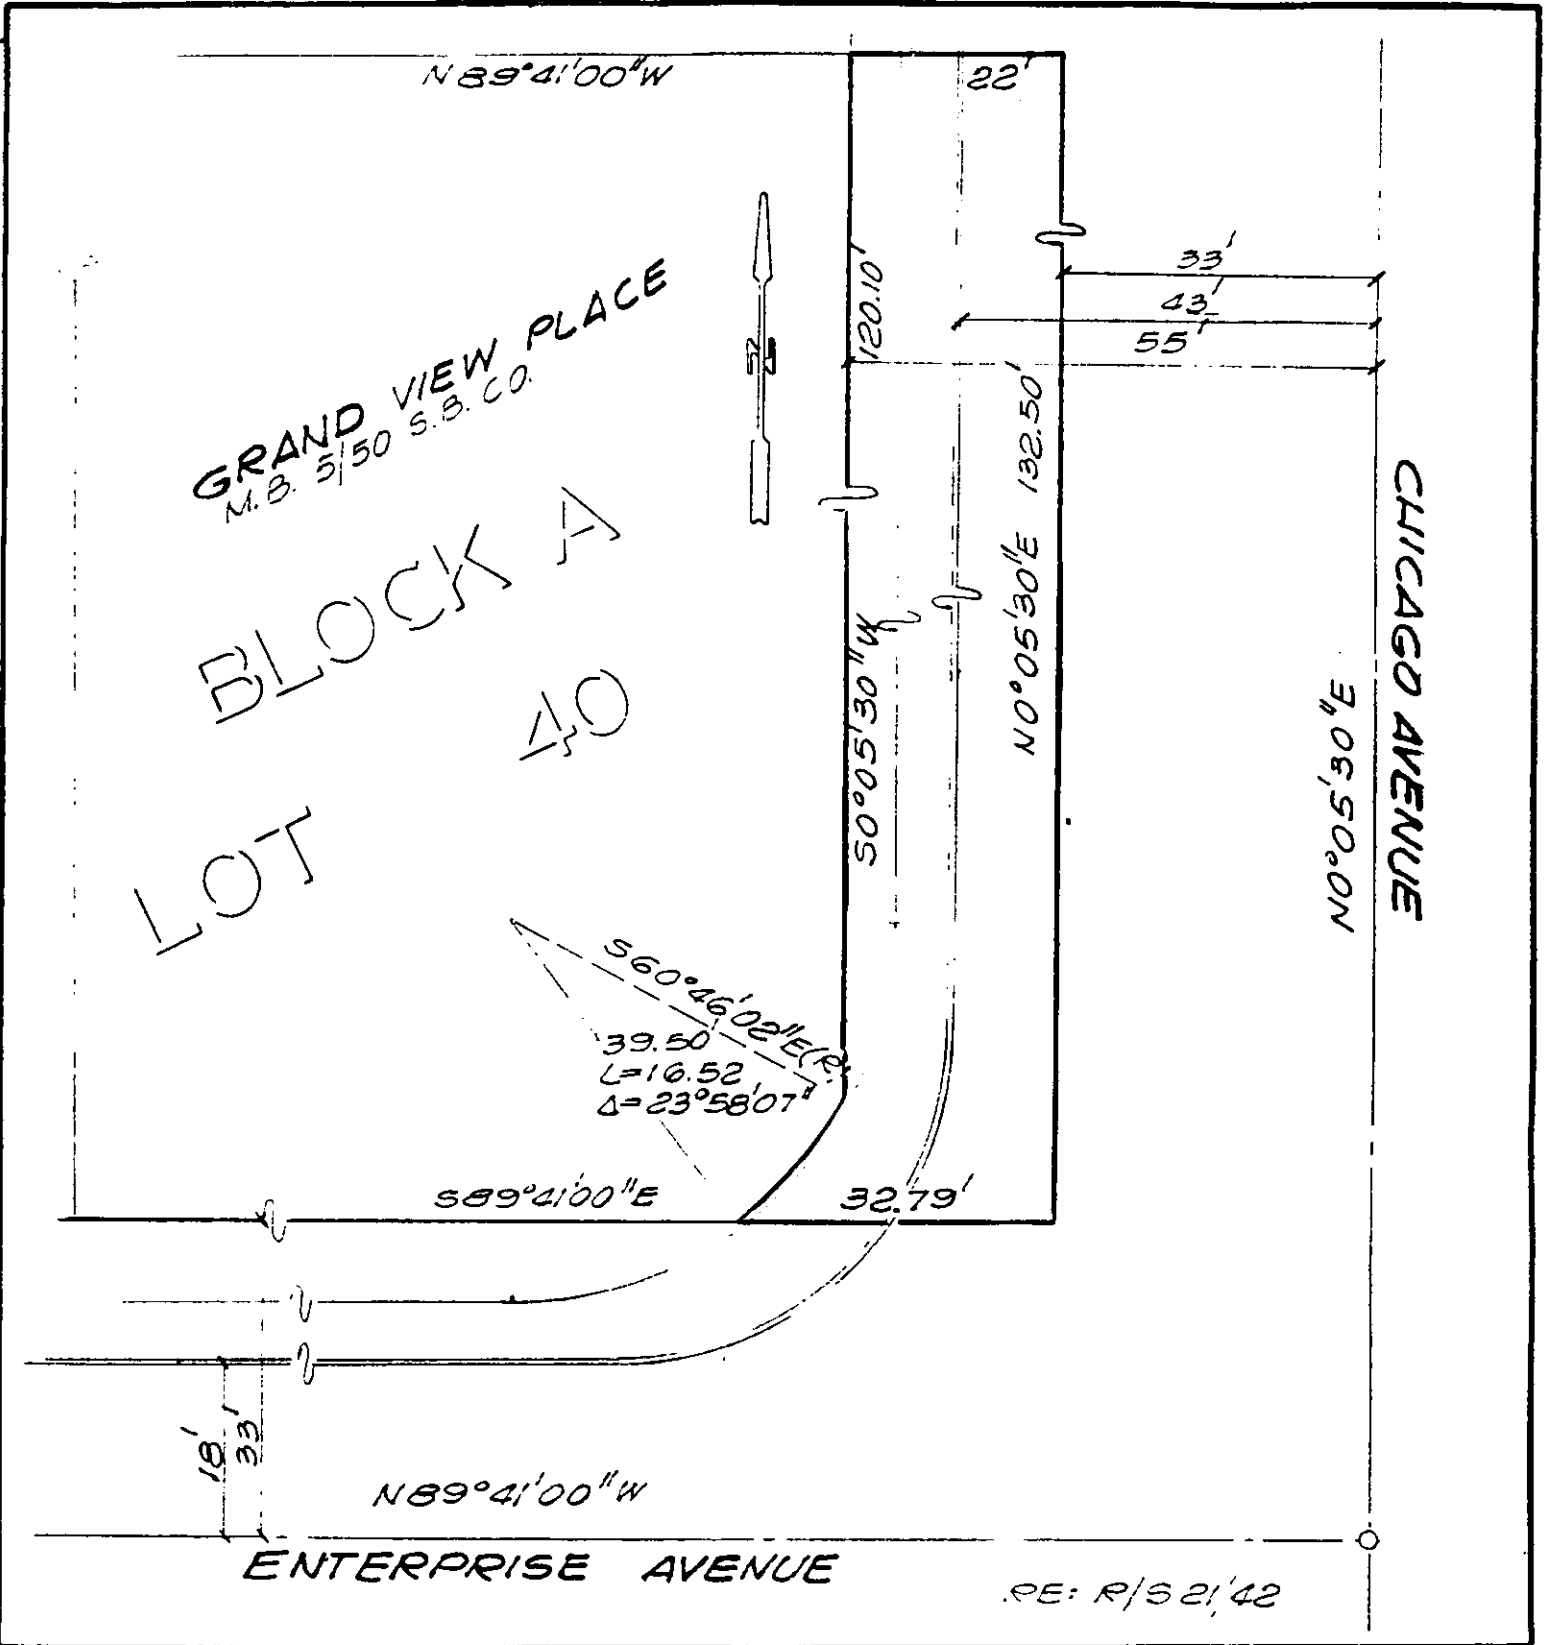 N 89°41'00"W
22'
33'
43'
55'
120.10'
GRAND VIEW PLACE
M.B. 5/50 S.B. CO.
BLOCK A
LOT 40
N0°05'30"E 132.50'
S0°05'30"W
CHICAGO AVENUE
N0°05'30"E
S60°46'02"E(R.)
39.50'
L=16.52
Δ=23°58'07"
S89°41'00"E
32.79'
18'
33'
N89°41'00"W
ENTERPRISE AVENUE
RE: R/S 21/42